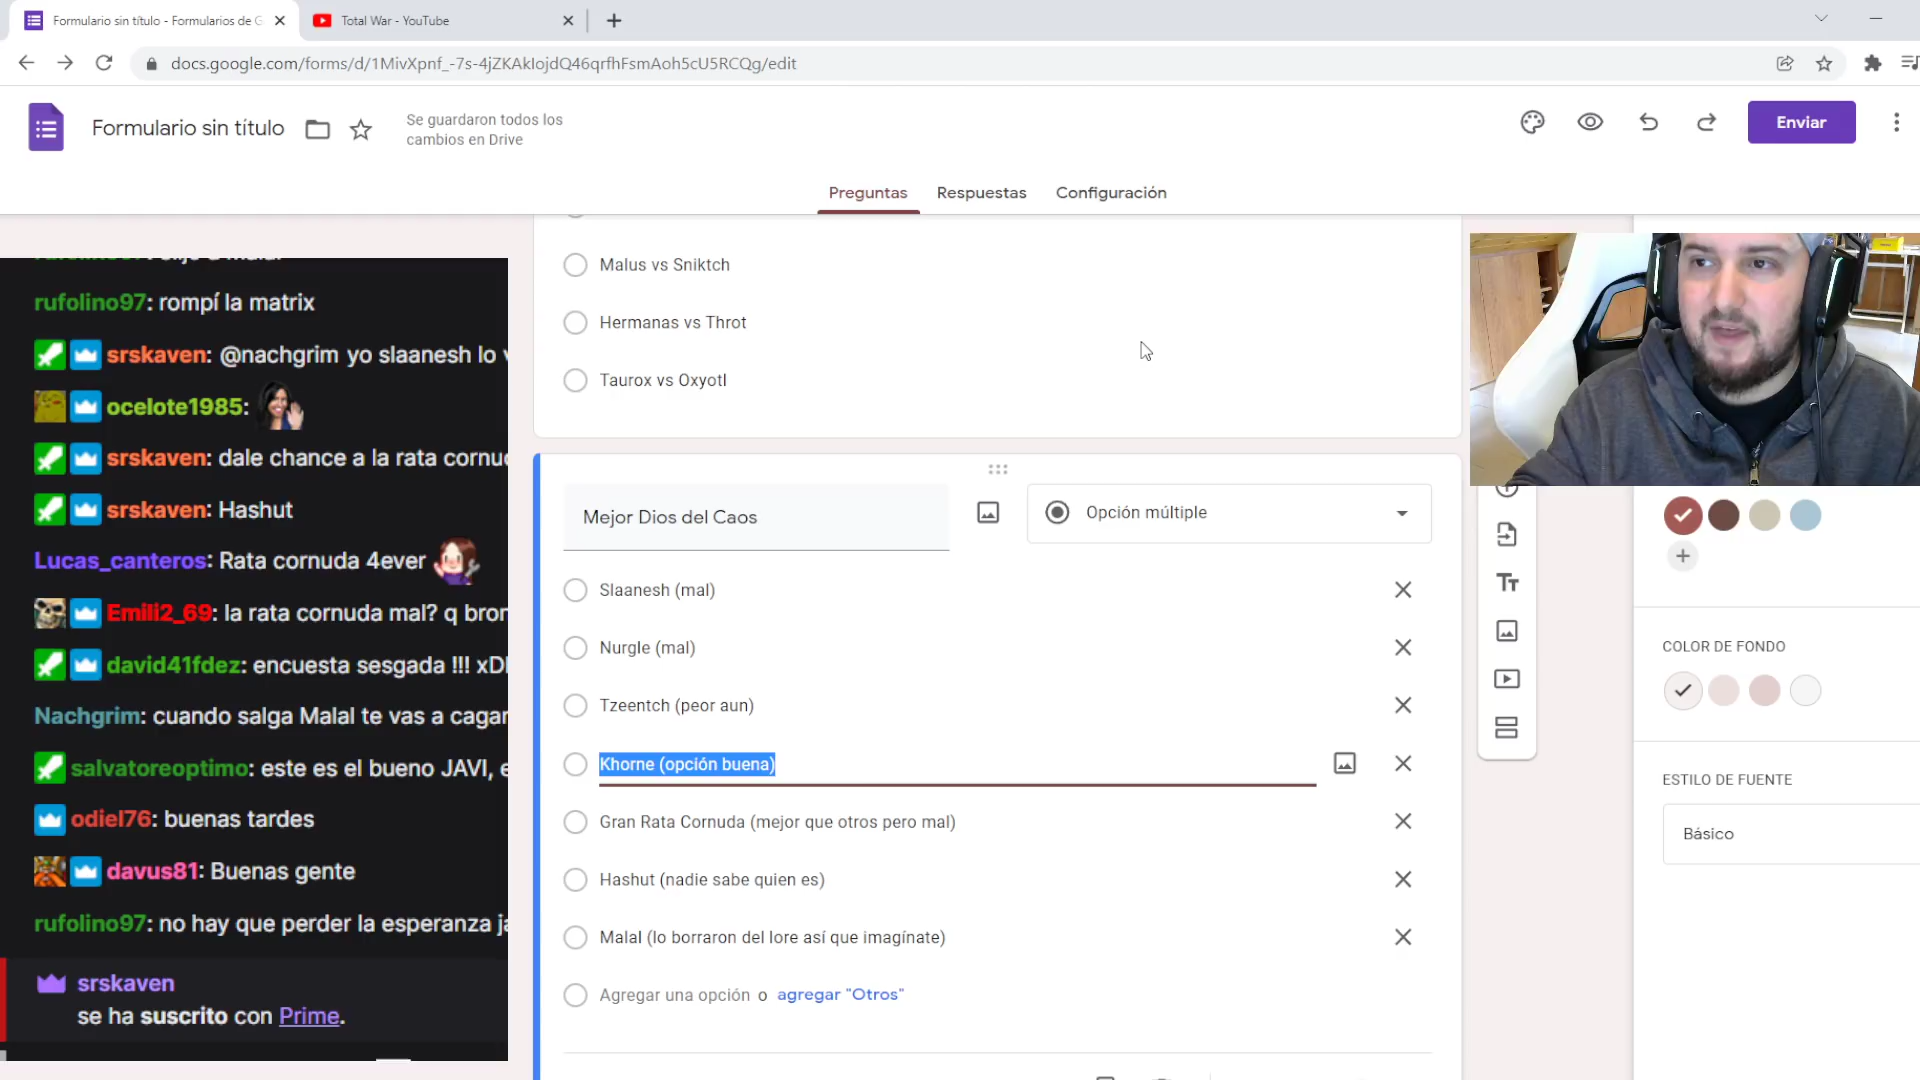 Formulario sin título - Formularios de G
Total War - YouTube
docs.google.com/forms/d/1MivXpnf_-7s-4jZKAkIojdQ46qrfhFsmAoh5cU5RCQg/edit
Formulario sin título
Se guardaron todos los
cambios en Drive
Enviar
Preguntas
Respuestas
Configuración
rufolino97: rompí la matrix
srskaven: @nachgrim yo slaanesh lo v
ocelote1985:
srskaven: dale chance a la rata cornu
srskaven: Hashut
Lucas_canteros: Rata cornuda 4ever
Emili2_69: la rata cornuda mal? q bron
david41fdez: encuesta sesgada !!! xD
Nachgrim: cuando salga Malal te vas a cagar
salvatoreoptimo: este es el bueno JAVI, e
odiel76: buenas tardes
davus81: Buenas gente
rufolino97: no hay que perder la esperanza ja
srskaven
se ha suscrito con Prime.
Malus vs Sniktch
Hermanas vs Throt
Taurox vs Oxyotl
Mejor Dios del Caos
Opción múltiple
Slaanesh (mal)
Nurgle (mal)
Tzeentch (peor aun)
Khorne (opción buena)
Gran Rata Cornuda (mejor que otros pero mal)
Hashut (nadie sabe quien es)
Malal (lo borraron del lore así que imagínate)
Agregar una opción o agregar "Otros"
Tт
COLOR DE FONDO
ESTILO DE FUENTE
Básico